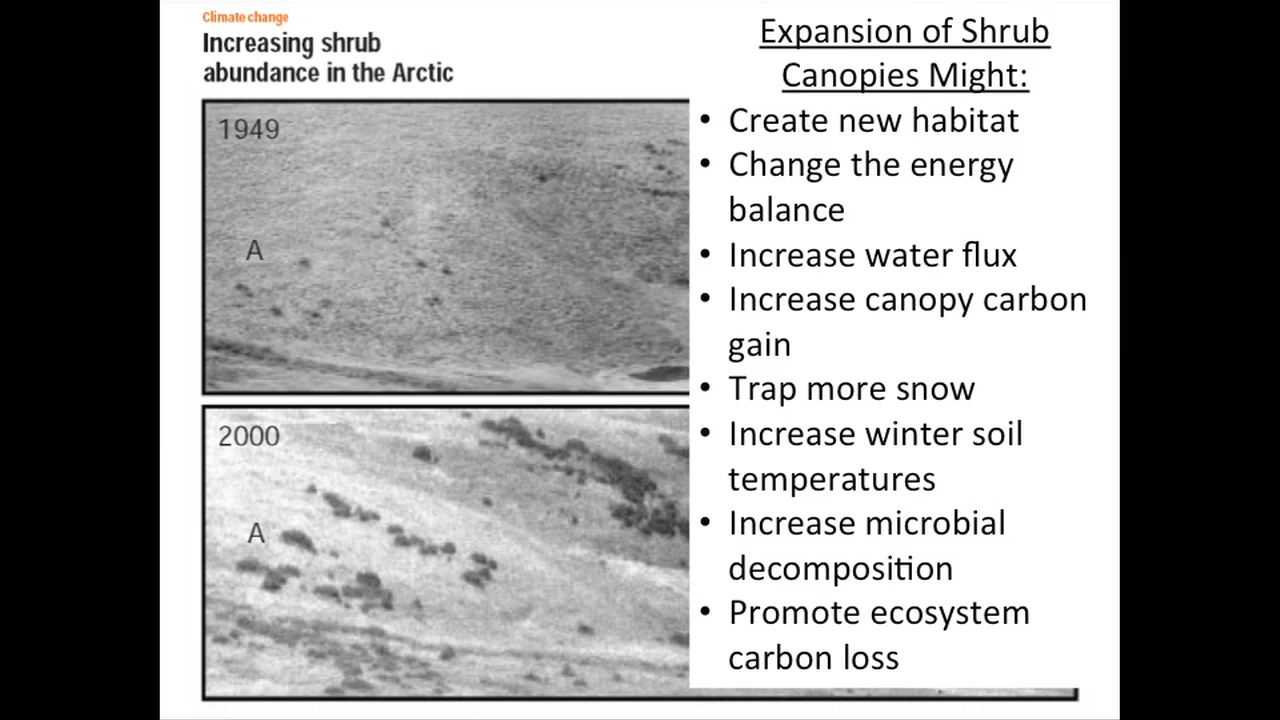 Climate change
Increasing shrub
abundance in the Arctic
1949
A
2000
A
Expansion of Shrub
Canopies Might:
• Create new habitat
• Change the energy
balance
• Increase water flux
• Increase canopy carbon
gain
• Trap more snow
• Increase winter soil
temperatures
• Increase microbial
decomposition
• Promote ecosystem
carbon loss